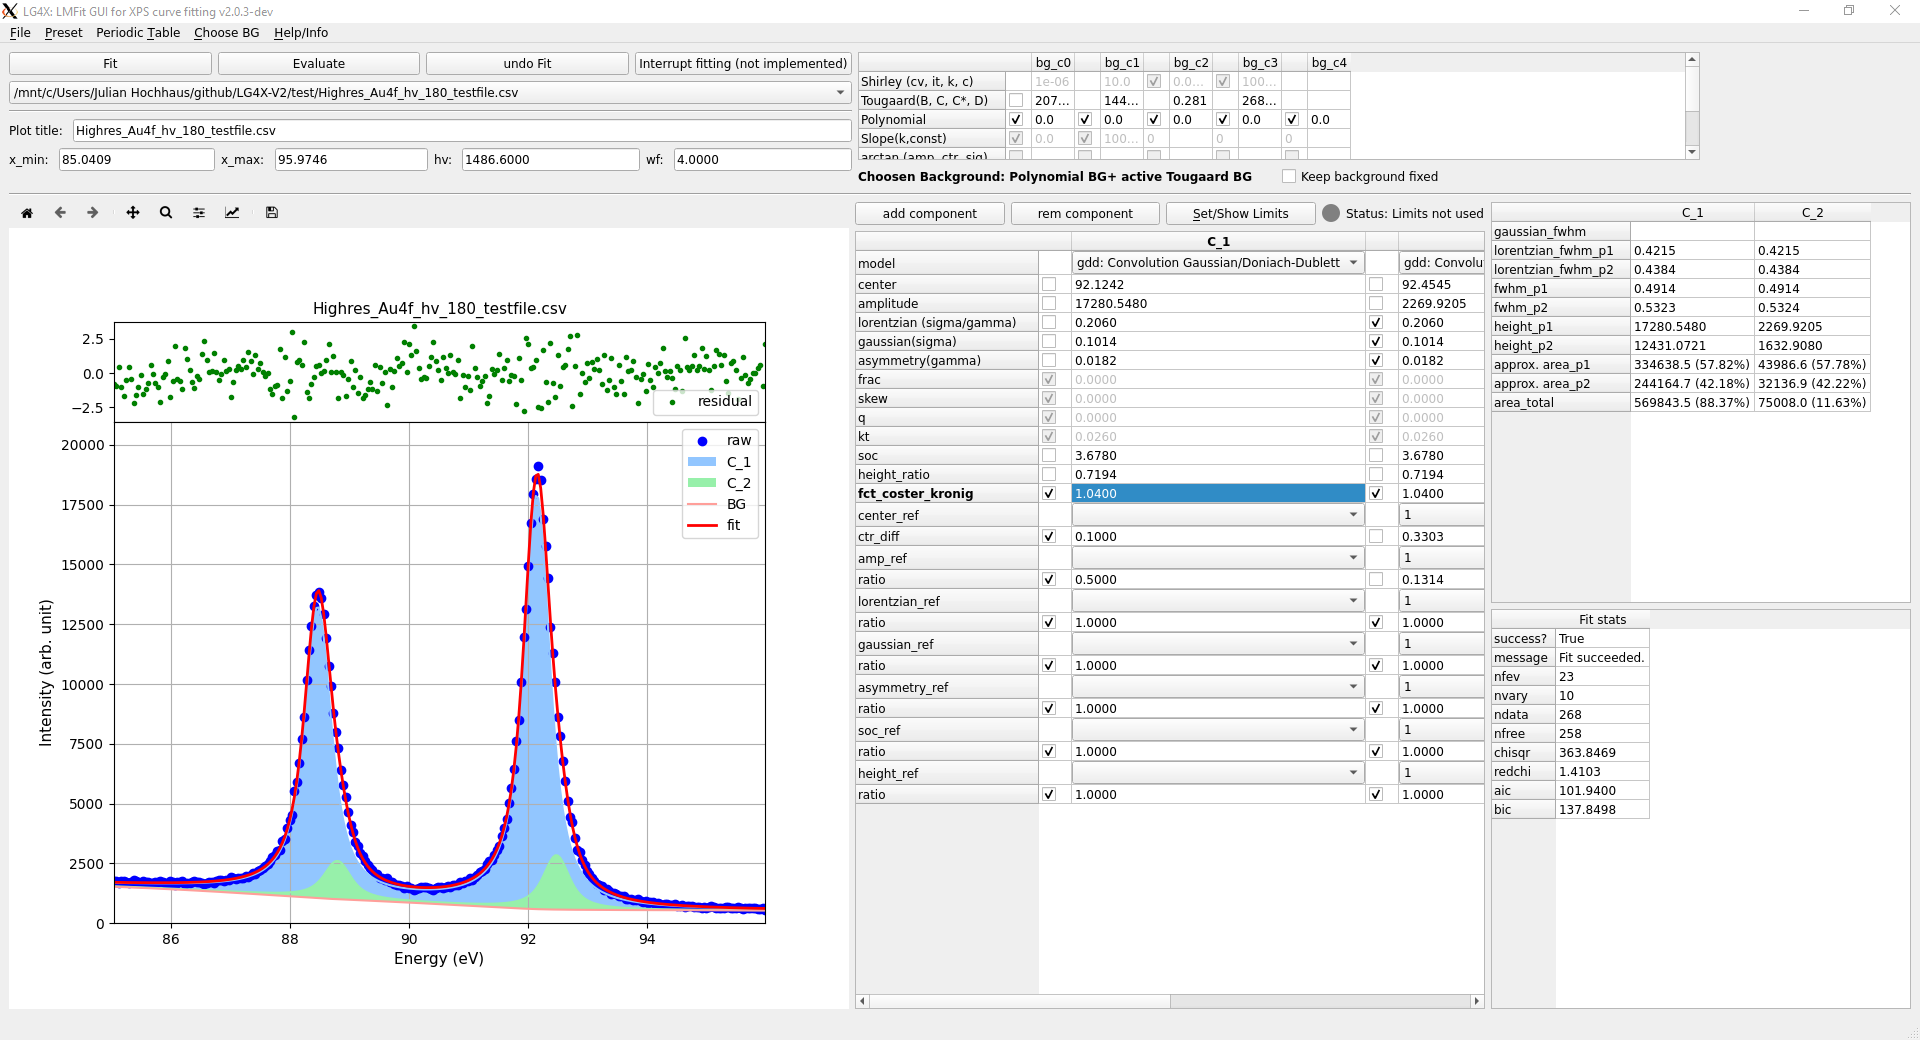 LG4X: LMFit GUI for XPS curve fitting v2.0.3-dev
File Preset Periodic Table Choose BG Help/Info
Fit Evaluate undo Fit Interrupt fitting (not implemented)
/mnt/c/Users/Julian Hochhaus/github/LG4X-V2/test/Highres_Au4f_hv_180_testfile.csv
Plot title: Highres_Au4f_hv_180_testfile.csv
x_min: 85.0409 x_max: 95.9746 hv: 1486.6000 wf: 4.0000
bg_c0 bg_c1 bg_c2 bg_c3 bg_c4
Shirley (cv, it, k, c) 1e-06 10.0 0.0... 100...
Tougaard(B, C, C*, D) 207... 144... 0.281 268...
Polynomial 0.0 0.0 0.0 0.0 0.0
Slope(k,const) 0.0 100... 0 0 0
arctan (amp, ctr, sig)
Choosen Background: Polynomial BG+ active Tougaard BG Keep background fixed
Highres_Au4f_hv_180_testfile.csv
2.5
0.0
−2.5
residual
20000
17500
15000
12500
10000
7500
5000
2500
0
Intensity (arb. unit)
raw
C_1
C_2
BG
fit
86 88 90 92 94
Energy (eV)
add component rem component Set/Show Limits Status: Limits not used
C_1
model gdd: Convolution Gaussian/Doniach-Dublett gdd: Convolu
center 92.1242 92.4545
amplitude 17280.5480 2269.9205
lorentzian (sigma/gamma) 0.2060 0.2060
gaussian(sigma) 0.1014 0.1014
asymmetry(gamma) 0.0182 0.0182
frac 0.0000 0.0000
skew 0.0000 0.0000
q 0.0000 0.0000
kt 0.0260 0.0260
soc 3.6780 3.6780
height_ratio 0.7194 0.7194
fct_coster_kronig 1.0400 1.0400
center_ref 1
ctr_diff 0.1000 0.3303
amp_ref 1
ratio 0.5000 0.1314
lorentzian_ref 1
ratio 1.0000 1.0000
gaussian_ref 1
ratio 1.0000 1.0000
asymmetry_ref 1
ratio 1.0000 1.0000
soc_ref 1
ratio 1.0000 1.0000
height_ref 1
ratio 1.0000 1.0000
C_1 C_2
gaussian_fwhm
lorentzian_fwhm_p1 0.4215 0.4215
lorentzian_fwhm_p2 0.4384 0.4384
fwhm_p1 0.4914 0.4914
fwhm_p2 0.5323 0.5324
height_p1 17280.5480 2269.9205
height_p2 12431.0721 1632.9080
approx. area_p1 334638.5 (57.82%) 43986.6 (57.78%)
approx. area_p2 244164.7 (42.18%) 32136.9 (42.22%)
area_total 569843.5 (88.37%) 75008.0 (11.63%)
Fit stats
success? True
message Fit succeeded.
nfev 23
nvary 10
ndata 268
nfree 258
chisqr 363.8469
redchi 1.4103
aic 101.9400
bic 137.8498